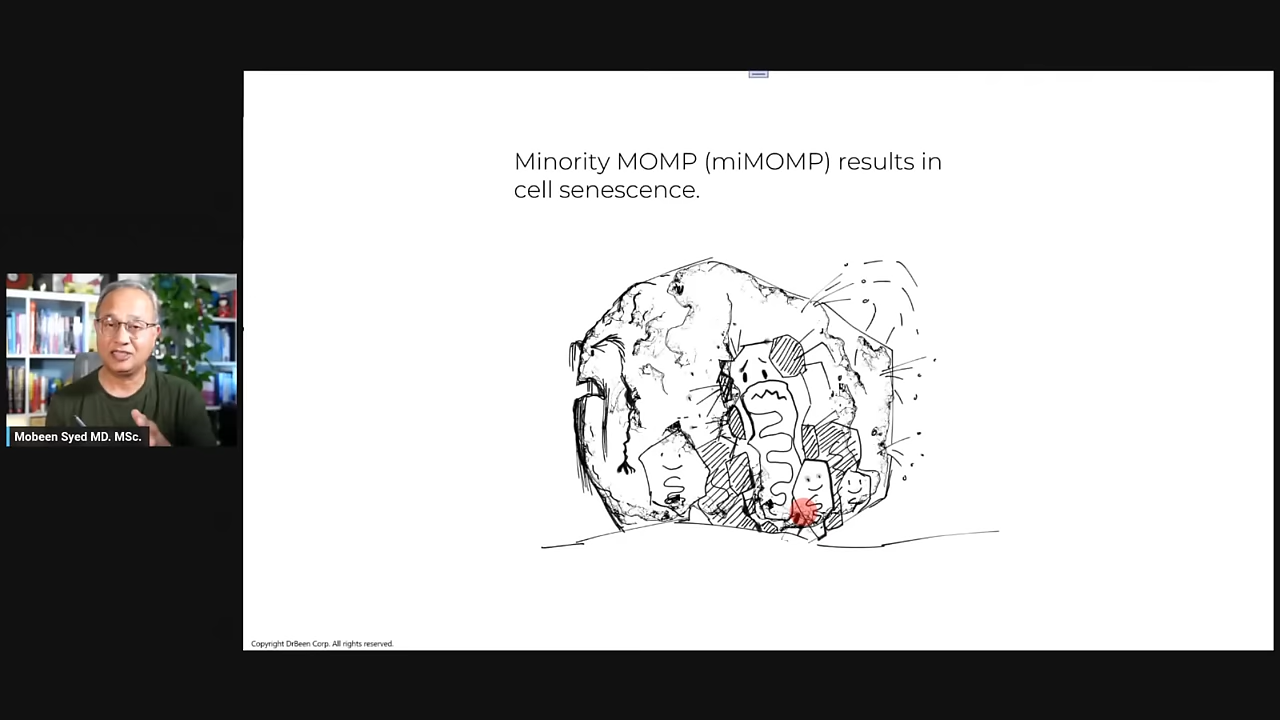 Minority MOMP (miMOMP) results in
cell senescence.
Mobeen Syed MD. MSc.
Copyright DrBeen Corp. All rights reserved.